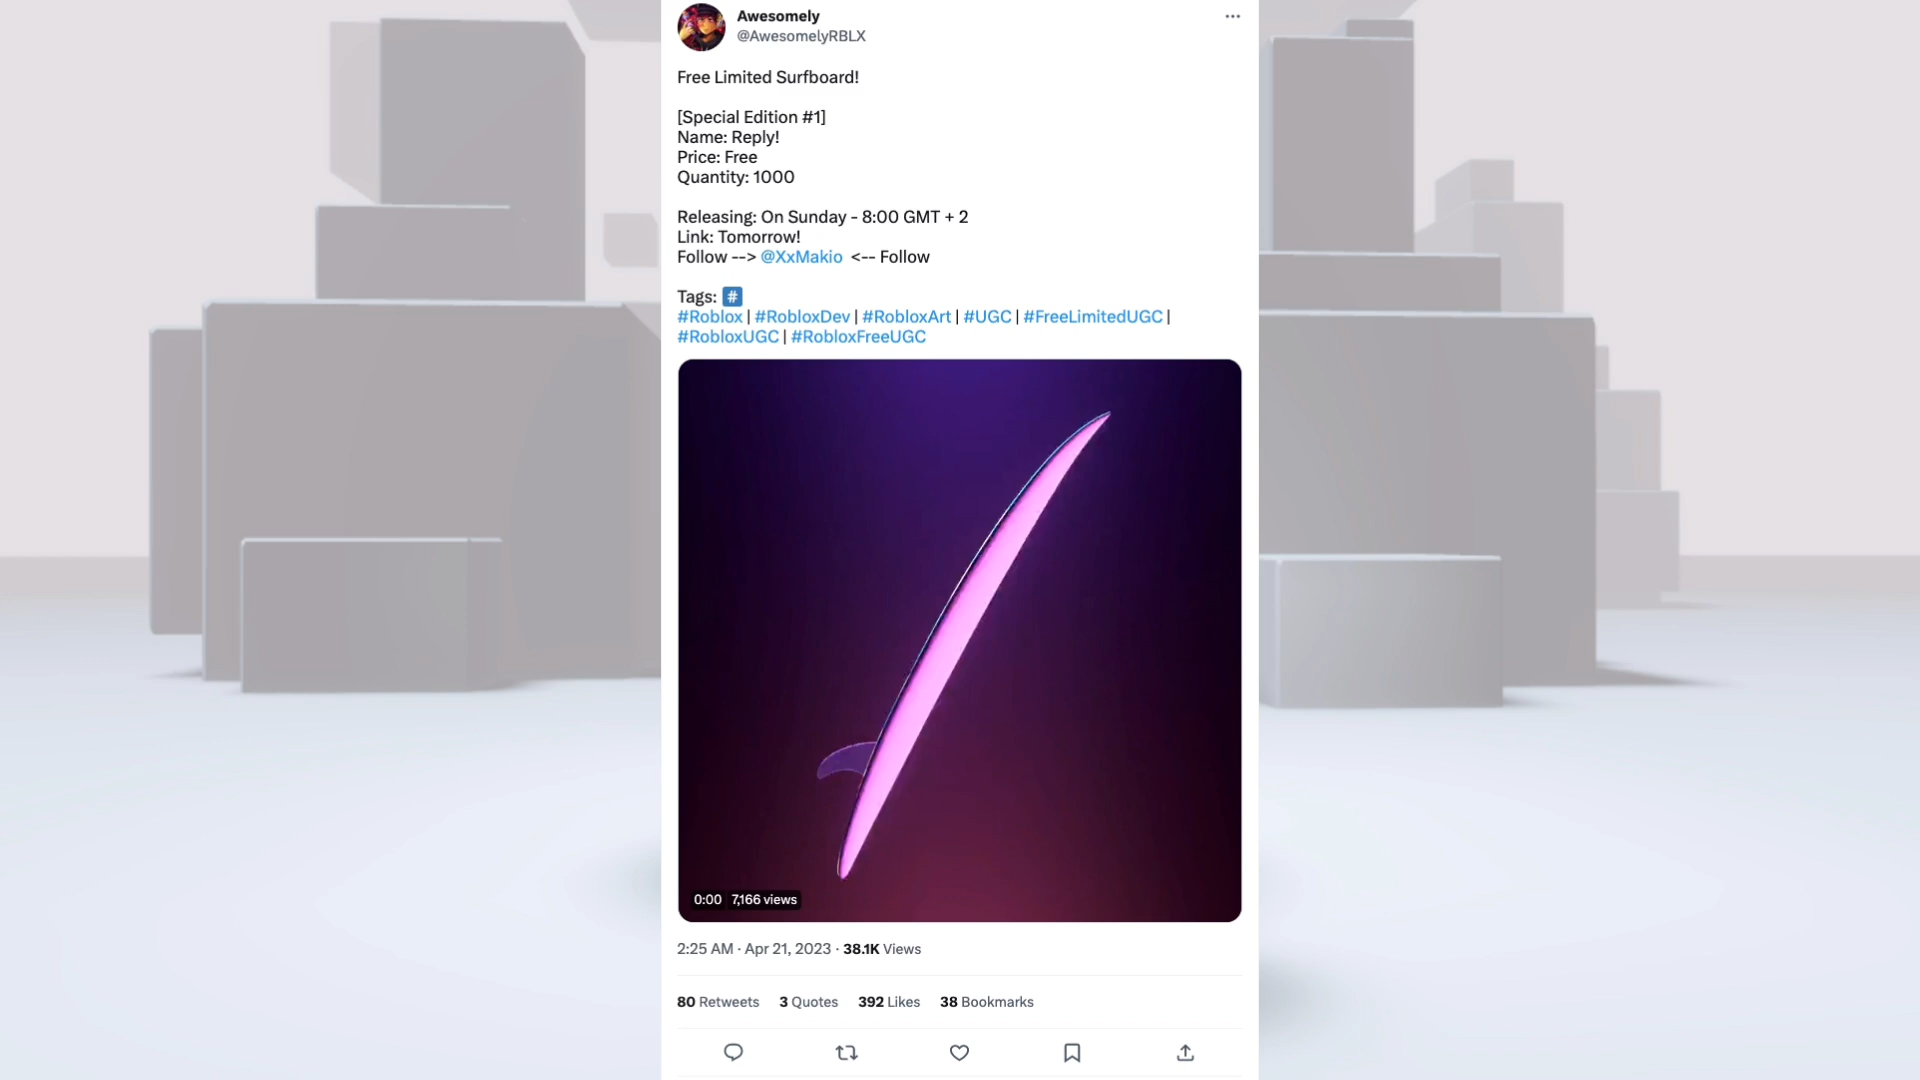 Awesomely
@AwesomelyRBLX
Free Limited Surfboard!
[Special Edition #1]
Name: Reply!
Price: Free
Quantity: 1000
Releasing: On Sunday - 8:00 GMT + 2
Link: Tomorrow!
Follow --> @XxMakio <-- Follow
Tags: #️⃣
#Roblox | #RobloxDev | #RobloxArt | #UGC | #FreeLimitedUGC |
#RobloxUGC | #RobloxFreeUGC
0:00 7,166 views
2:25 AM · Apr 21, 2023 · 38.1K Views
80 Retweets 3 Quotes 392 Likes 38 Bookmarks